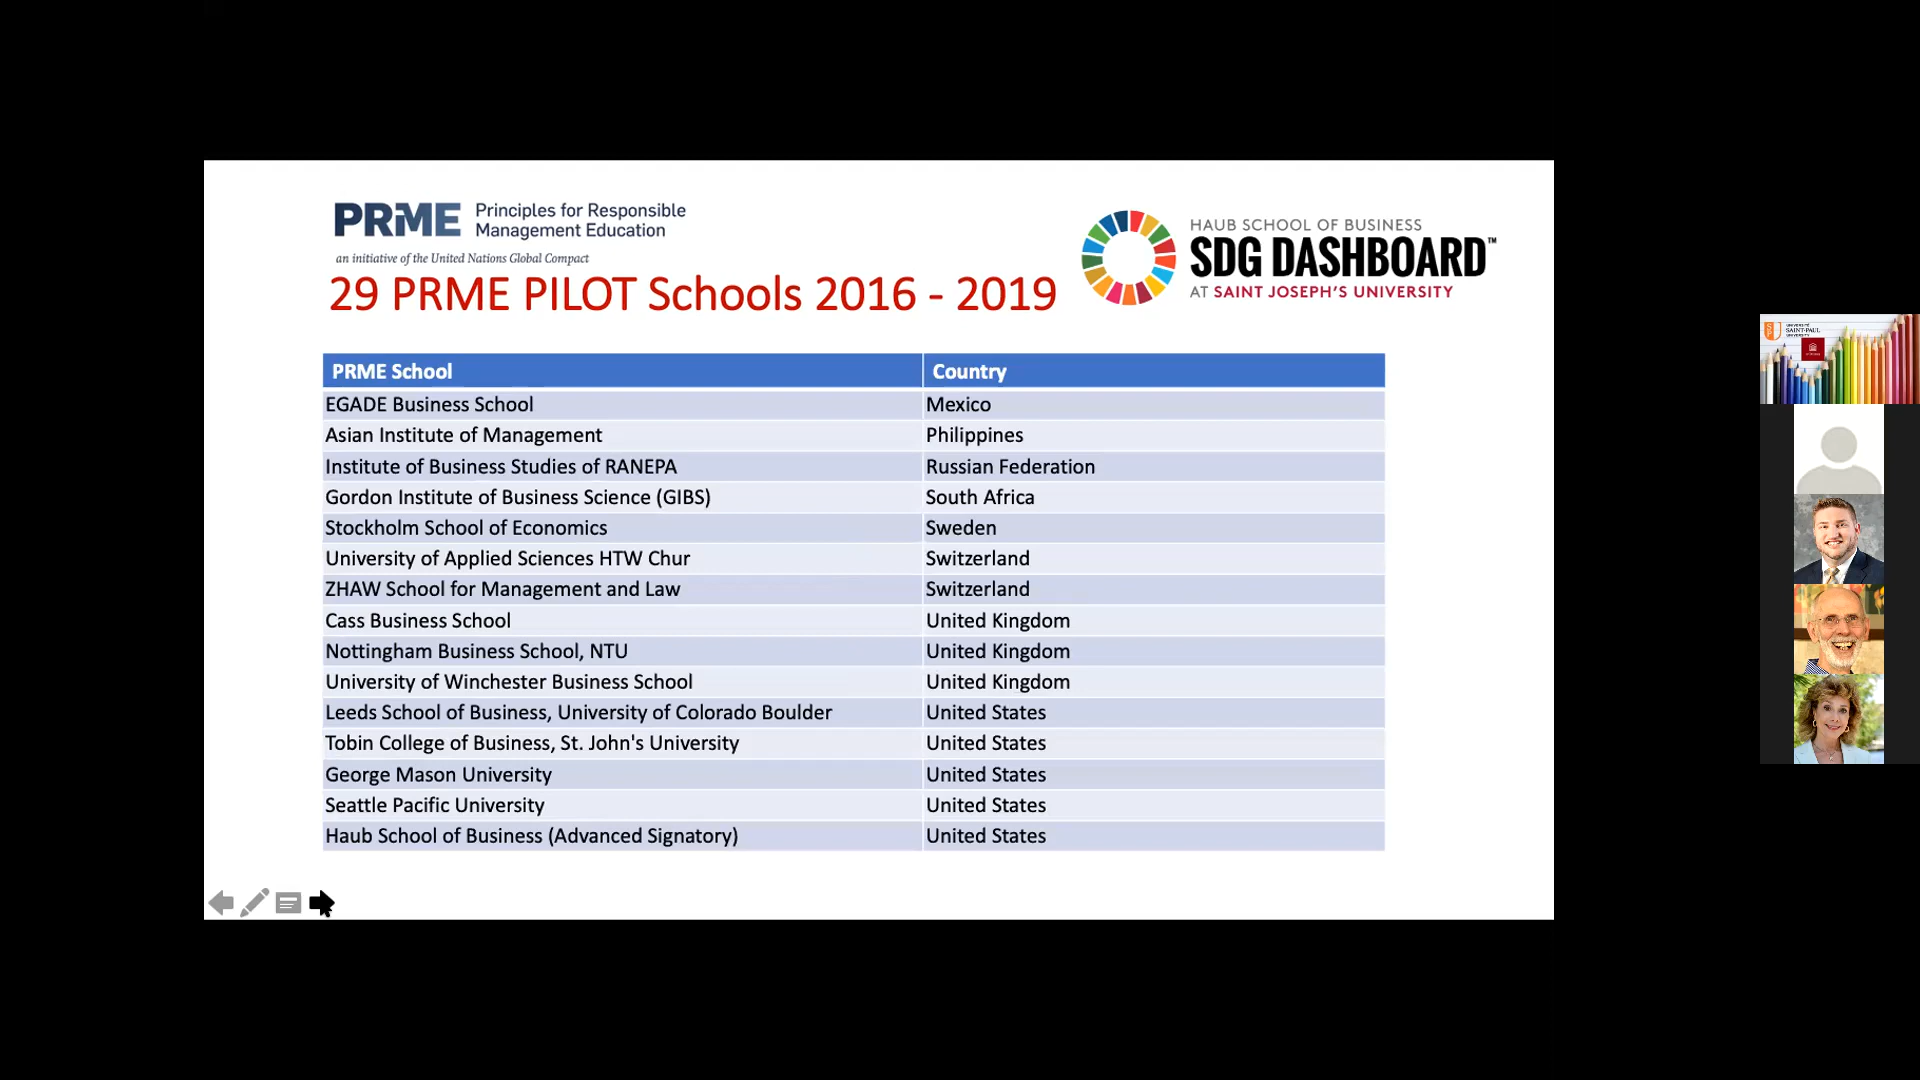 PRME Principles for Responsible
Management Education
an initiative of the United Nations Global Compact
HAUB SCHOOL OF BUSINESS
SDG DASHBOARD™
AT SAINT JOSEPH'S UNIVERSITY
29 PRME PILOT Schools 2016 - 2019
PRME School Country
EGADE Business School Mexico
Asian Institute of Management Philippines
Institute of Business Studies of RANEPA Russian Federation
Gordon Institute of Business Science (GIBS) South Africa
Stockholm School of Economics Sweden
University of Applied Sciences HTW Chur Switzerland
ZHAW School for Management and Law Switzerland
Cass Business School United Kingdom
Nottingham Business School, NTU United Kingdom
University of Winchester Business School United Kingdom
Leeds School of Business, University of Colorado Boulder United States
Tobin College of Business, St. John's University United States
George Mason University United States
Seattle Pacific University United States
Haub School of Business (Advanced Signatory) United States
UNIVERSITÉ
SAINT-PAUL
UNIVERSITY